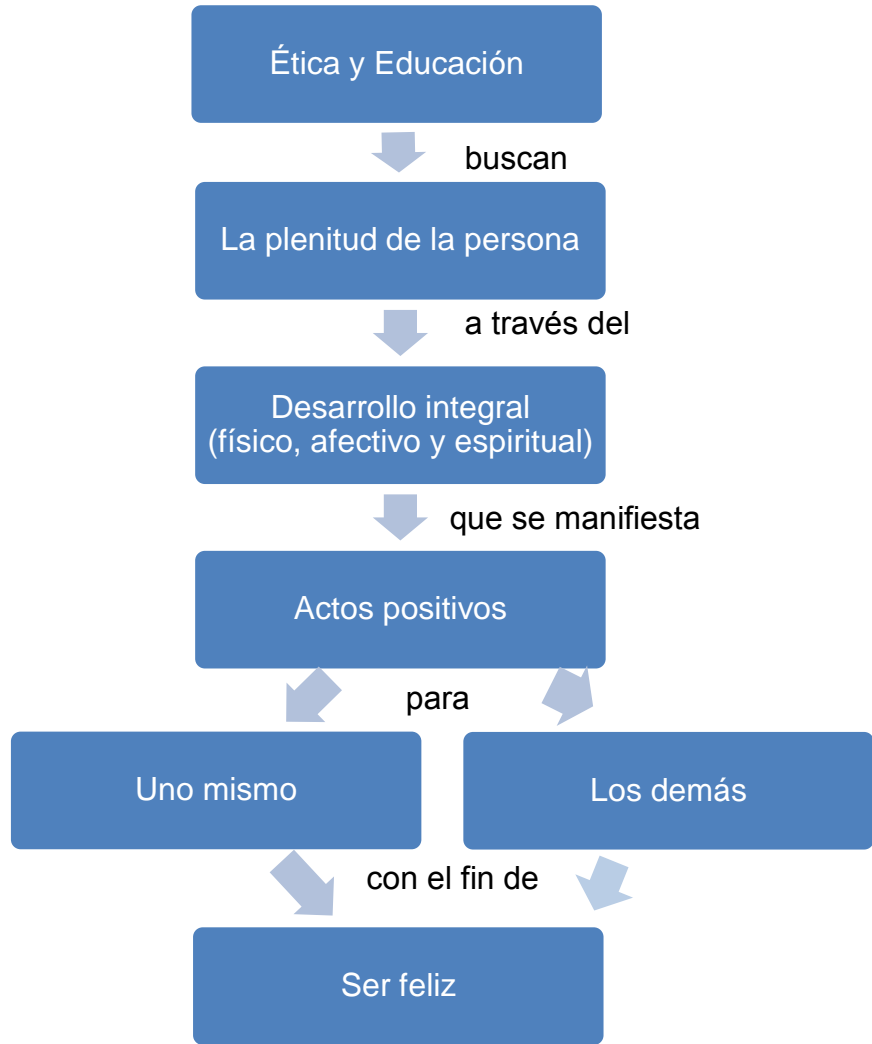 Ética y Educación
buscan
La plenitud de la persona
a través del
Desarrollo integral
(físico, afectivo y espiritual)
que se manifiesta
Actos positivos
para
Uno mismo
Los demás
con el fin de
Ser feliz